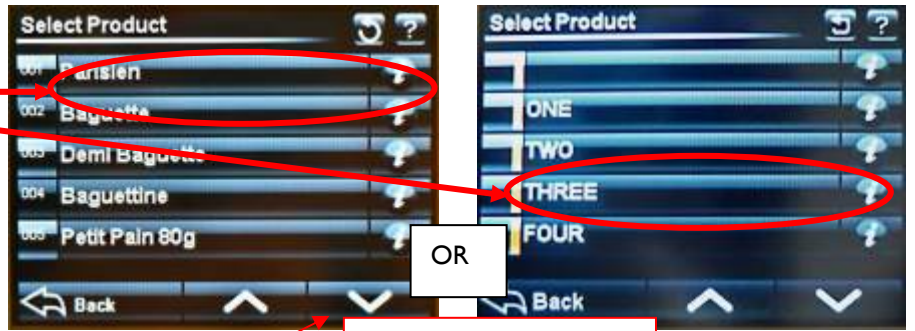 Select Product
001 Parisien
002 Baguette
003 Demi Baguette
004 Baguettine
005 Petit Pain 80g
Back
OR
Select Product
ONE
TWO
THREE
FOUR
Back